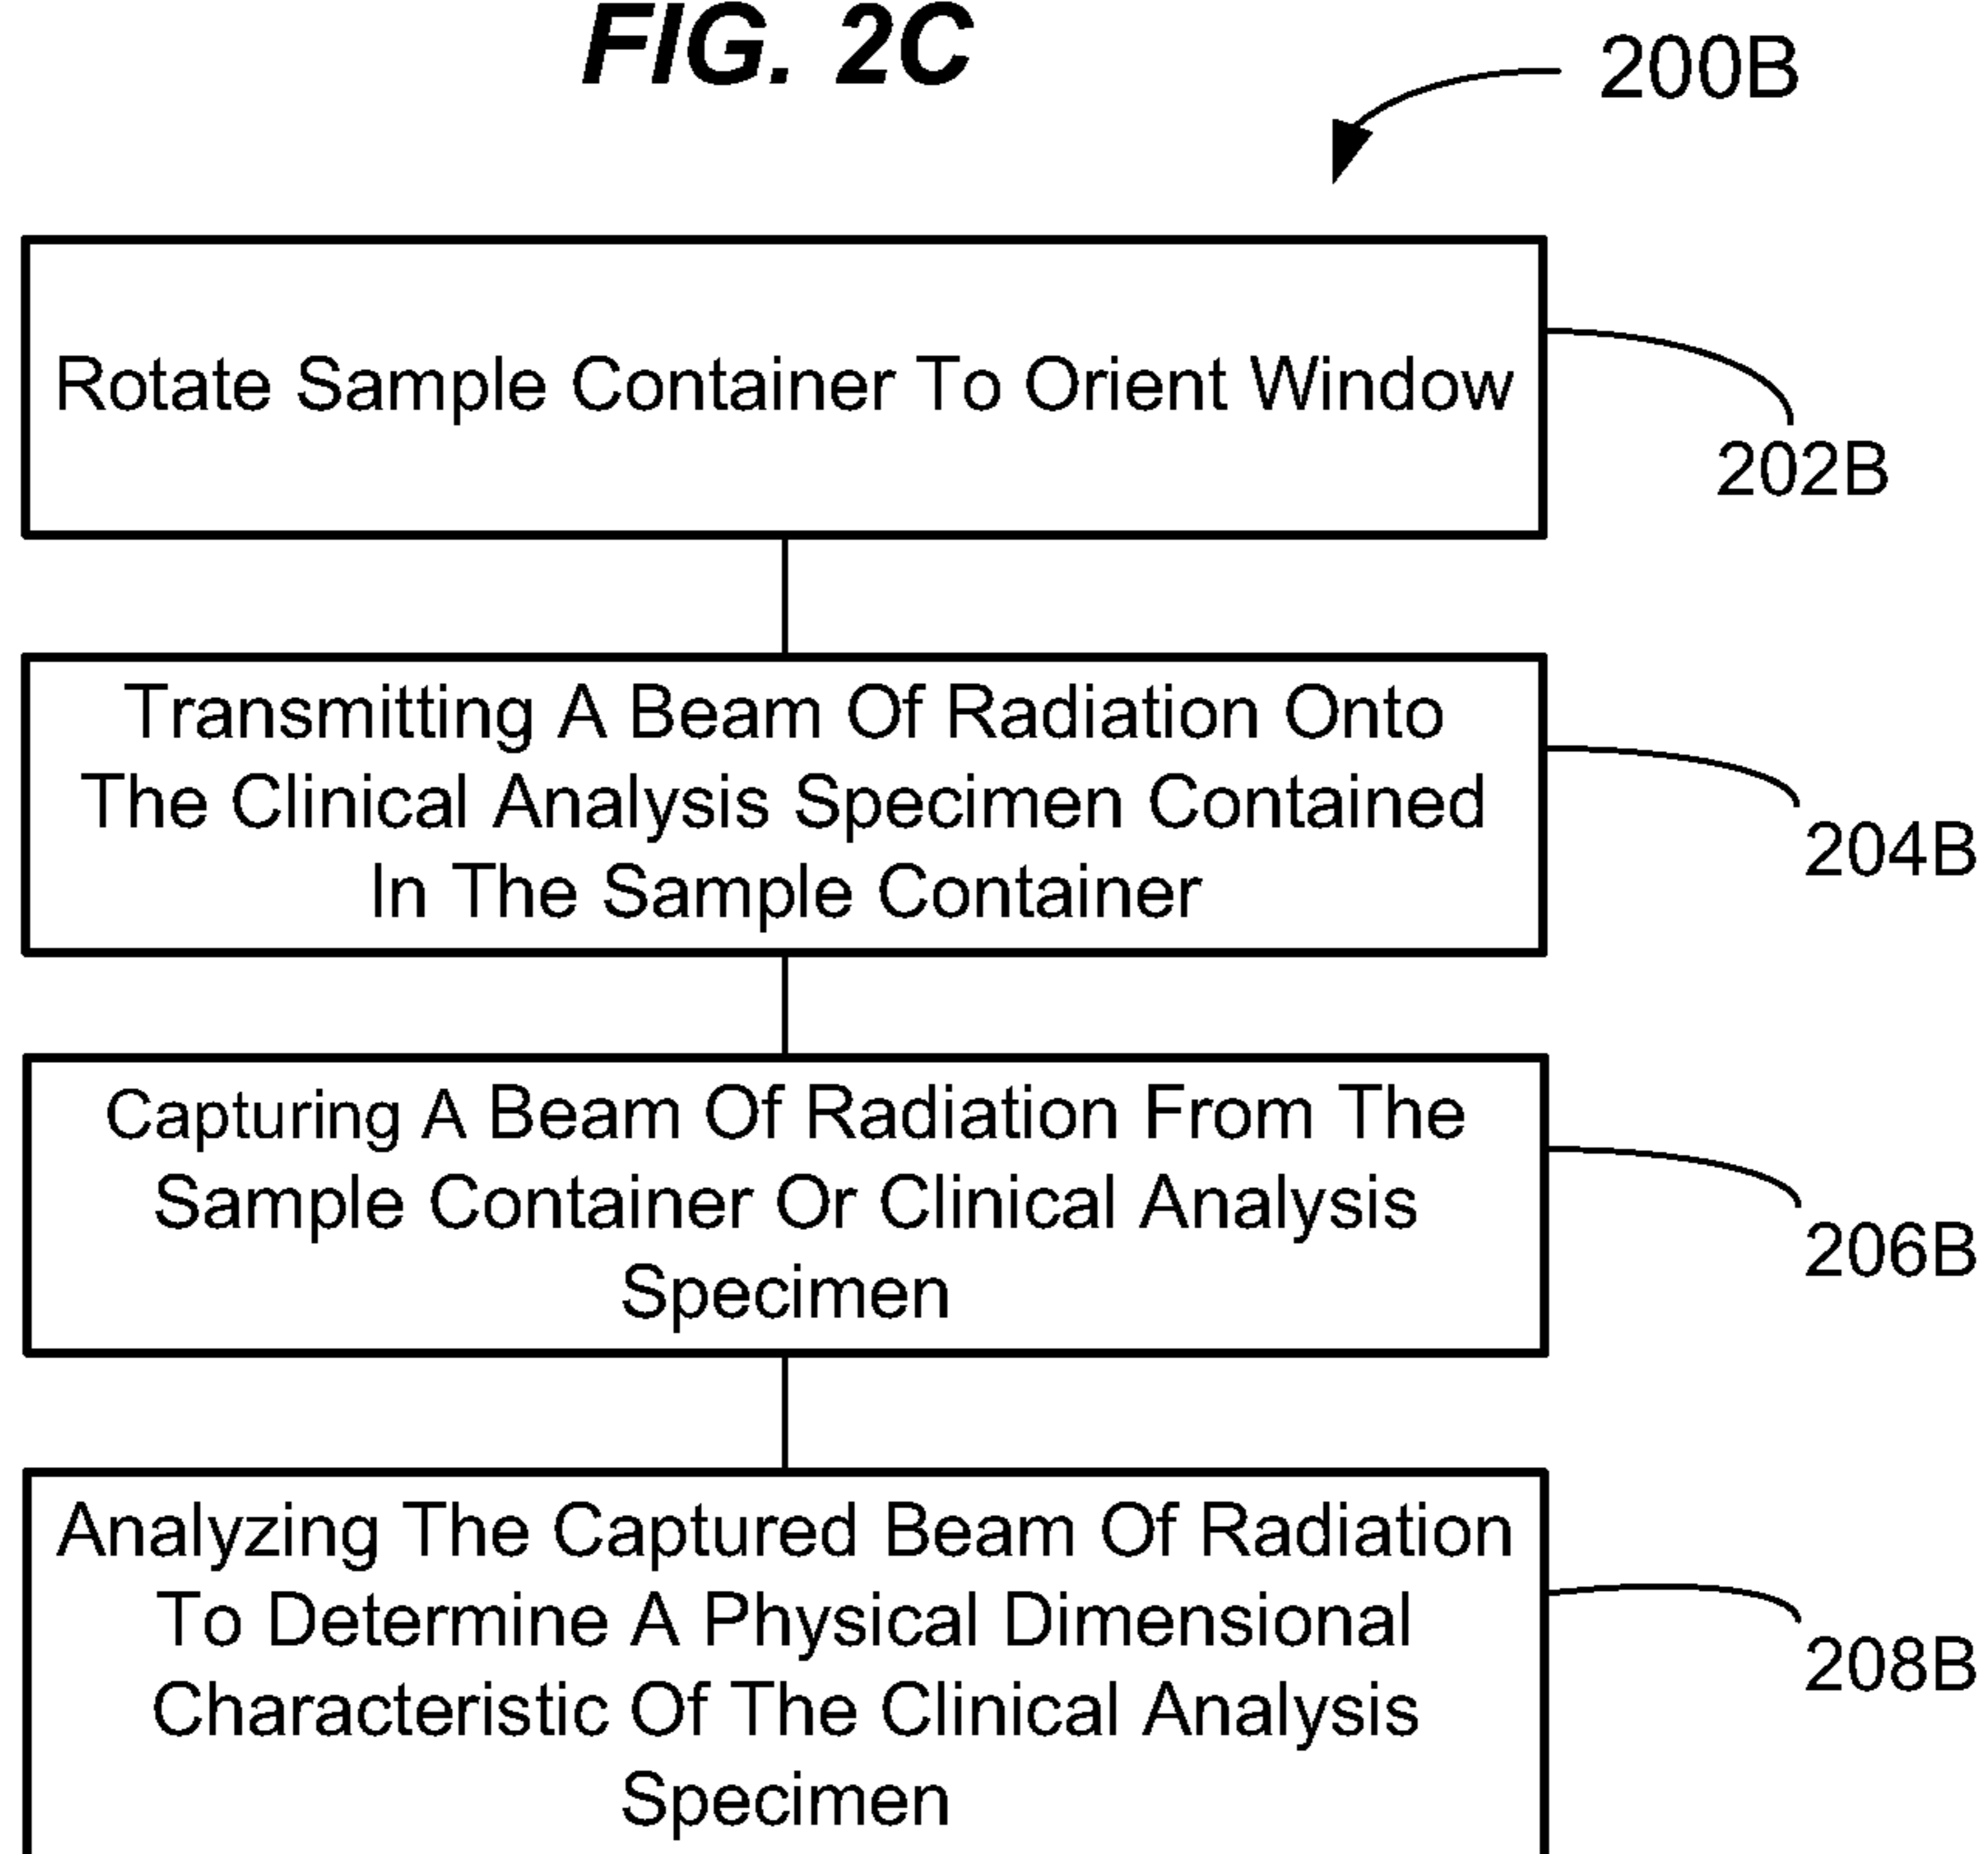 FIG. 2C
200B
Rotate Sample Container To Orient Window
202B
Transmitting A Beam Of Radiation Onto
The Clinical Analysis Specimen Contained
In The Sample Container
204B
Capturing A Beam Of Radiation From The
Sample Container Or Clinical Analysis
Specimen
206B
Analyzing The Captured Beam Of Radiation
To Determine A Physical Dimensional
Characteristic Of The Clinical Analysis
Specimen
208B